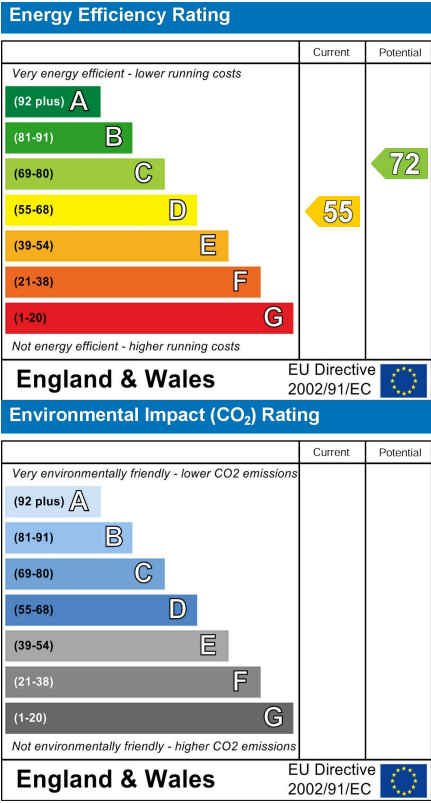 Energy Efficiency Rating
Current Potential
Very energy efficient - lower running costs
(92 plus) A
(81-91) B
(69-80) C
(55-68) D
(39-54) E
(21-38) F
(1-20) G
72
55
Not energy efficient - higher running costs
England & Wales
EU Directive
2002/91/EC
Environmental Impact (CO₂) Rating
Current Potential
Very environmentally friendly - lower CO2 emissions
(92 plus) A
(81-91) B
(69-80) C
(55-68) D
(39-54) E
(21-38) F
(1-20) G
Not environmentally friendly - higher CO2 emissions
England & Wales
EU Directive
2002/91/EC